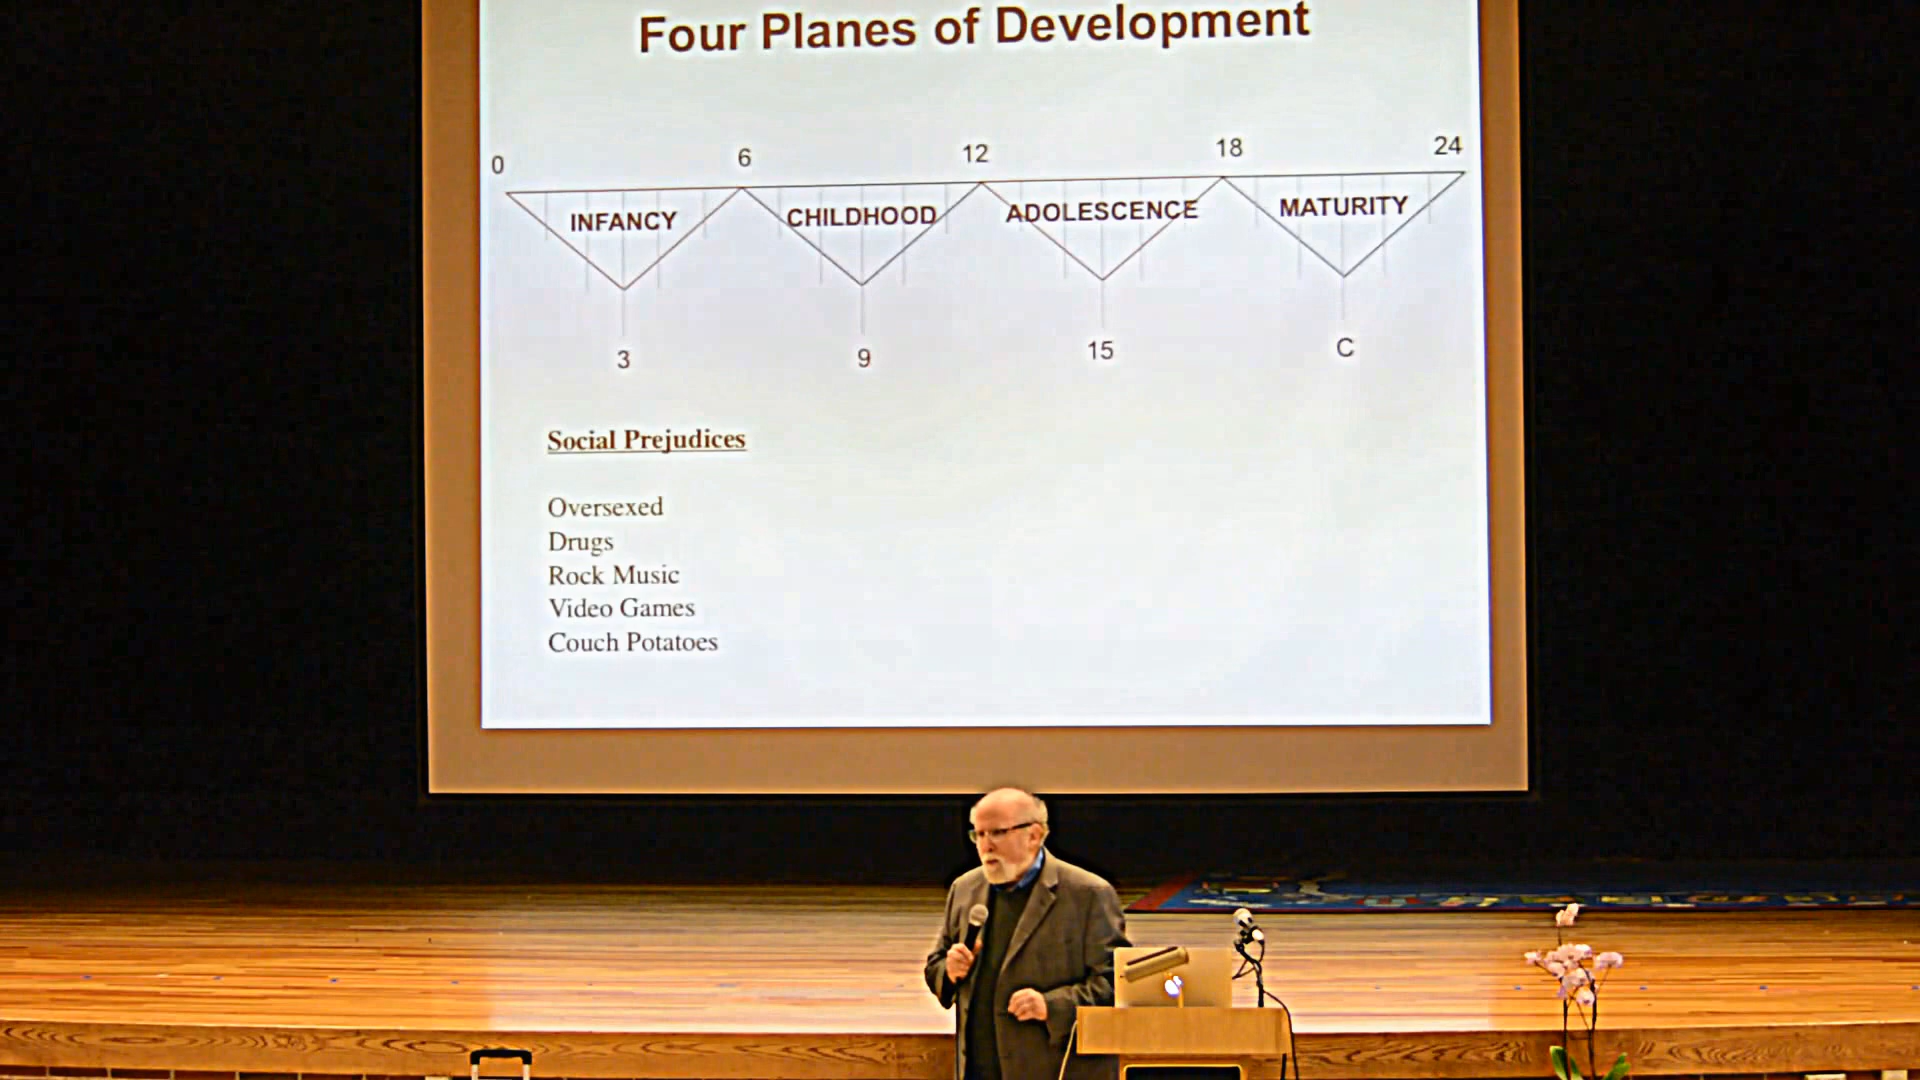 Four Planes of Development
0 6 12 18 24
INFANCY CHILDHOOD ADOLESCENCE MATURITY
3 9 15 C
Social Prejudices
Oversexed
Drugs
Rock Music
Video Games
Couch Potatoes